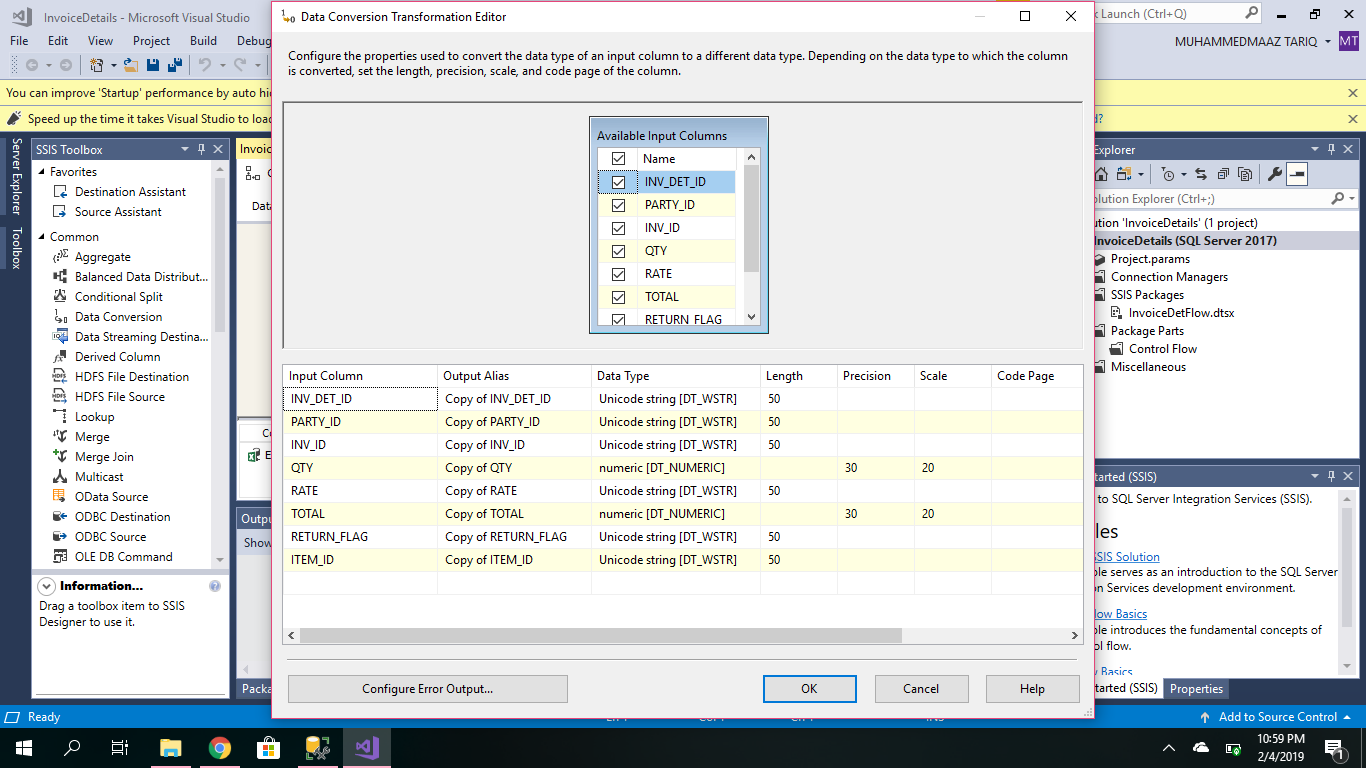 InvoiceDetails - Microsoft Visual Studio
Data Conversion Transformation Editor
Launch (Ctrl+Q)
File Edit View Project Build Debug
MUHAMMEDMAAZ TARIQ MT
Configure the properties used to convert the data type of an input column to a different data type. Depending on the data type to which the column
is converted, set the length, precision, scale, and code page of the column.
You can improve 'Startup' performance by auto hi
Speed up the time it takes Visual Studio to loa
d?
Server Explorer
Toolbox
SSIS Toolbox
Favorites
Destination Assistant
Source Assistant
Common
Aggregate
Balanced Data Distribut...
Conditional Split
Data Conversion
Data Streaming Destina...
Derived Column
HDFS File Destination
HDFS File Source
Lookup
Merge
Merge Join
Multicast
OData Source
ODBC Destination
ODBC Source
OLE DB Command
Information...
Drag a toolbox item to SSIS
Designer to use it.
Invoic
Data
Outpu
Show
Packa
Available Input Columns
Name
INV_DET_ID
PARTY_ID
INV_ID
QTY
RATE
TOTAL
RETURN_FLAG
Input Column Output Alias Data Type Length Precision Scale Code Page
INV_DET_ID Copy of INV_DET_ID Unicode string [DT_WSTR] 50
PARTY_ID Copy of PARTY_ID Unicode string [DT_WSTR] 50
INV_ID Copy of INV_ID Unicode string [DT_WSTR] 50
QTY Copy of QTY numeric [DT_NUMERIC] 30 20
RATE Copy of RATE Unicode string [DT_WSTR] 50
TOTAL Copy of TOTAL numeric [DT_NUMERIC] 30 20
RETURN_FLAG Copy of RETURN_FLAG Unicode string [DT_WSTR] 50
ITEM_ID Copy of ITEM_ID Unicode string [DT_WSTR] 50
Configure Error Output... OK Cancel Help
Explorer
olution Explorer (Ctrl+;)
ution 'InvoiceDetails' (1 project)
InvoiceDetails (SQL Server 2017)
Project.params
Connection Managers
SSIS Packages
InvoiceDetFlow.dtsx
Package Parts
Control Flow
Miscellaneous
tarted (SSIS)
to SQL Server Integration Services (SSIS).
les
SSIS Solution
ple serves as an introduction to the SQL Server
on Services development environment.
low Basics
ple introduces the fundamental concepts of
ol flow.
w Basics
tarted (SSIS) Properties
Ready
Add to Source Control
10:59 PM
2/4/2019
1